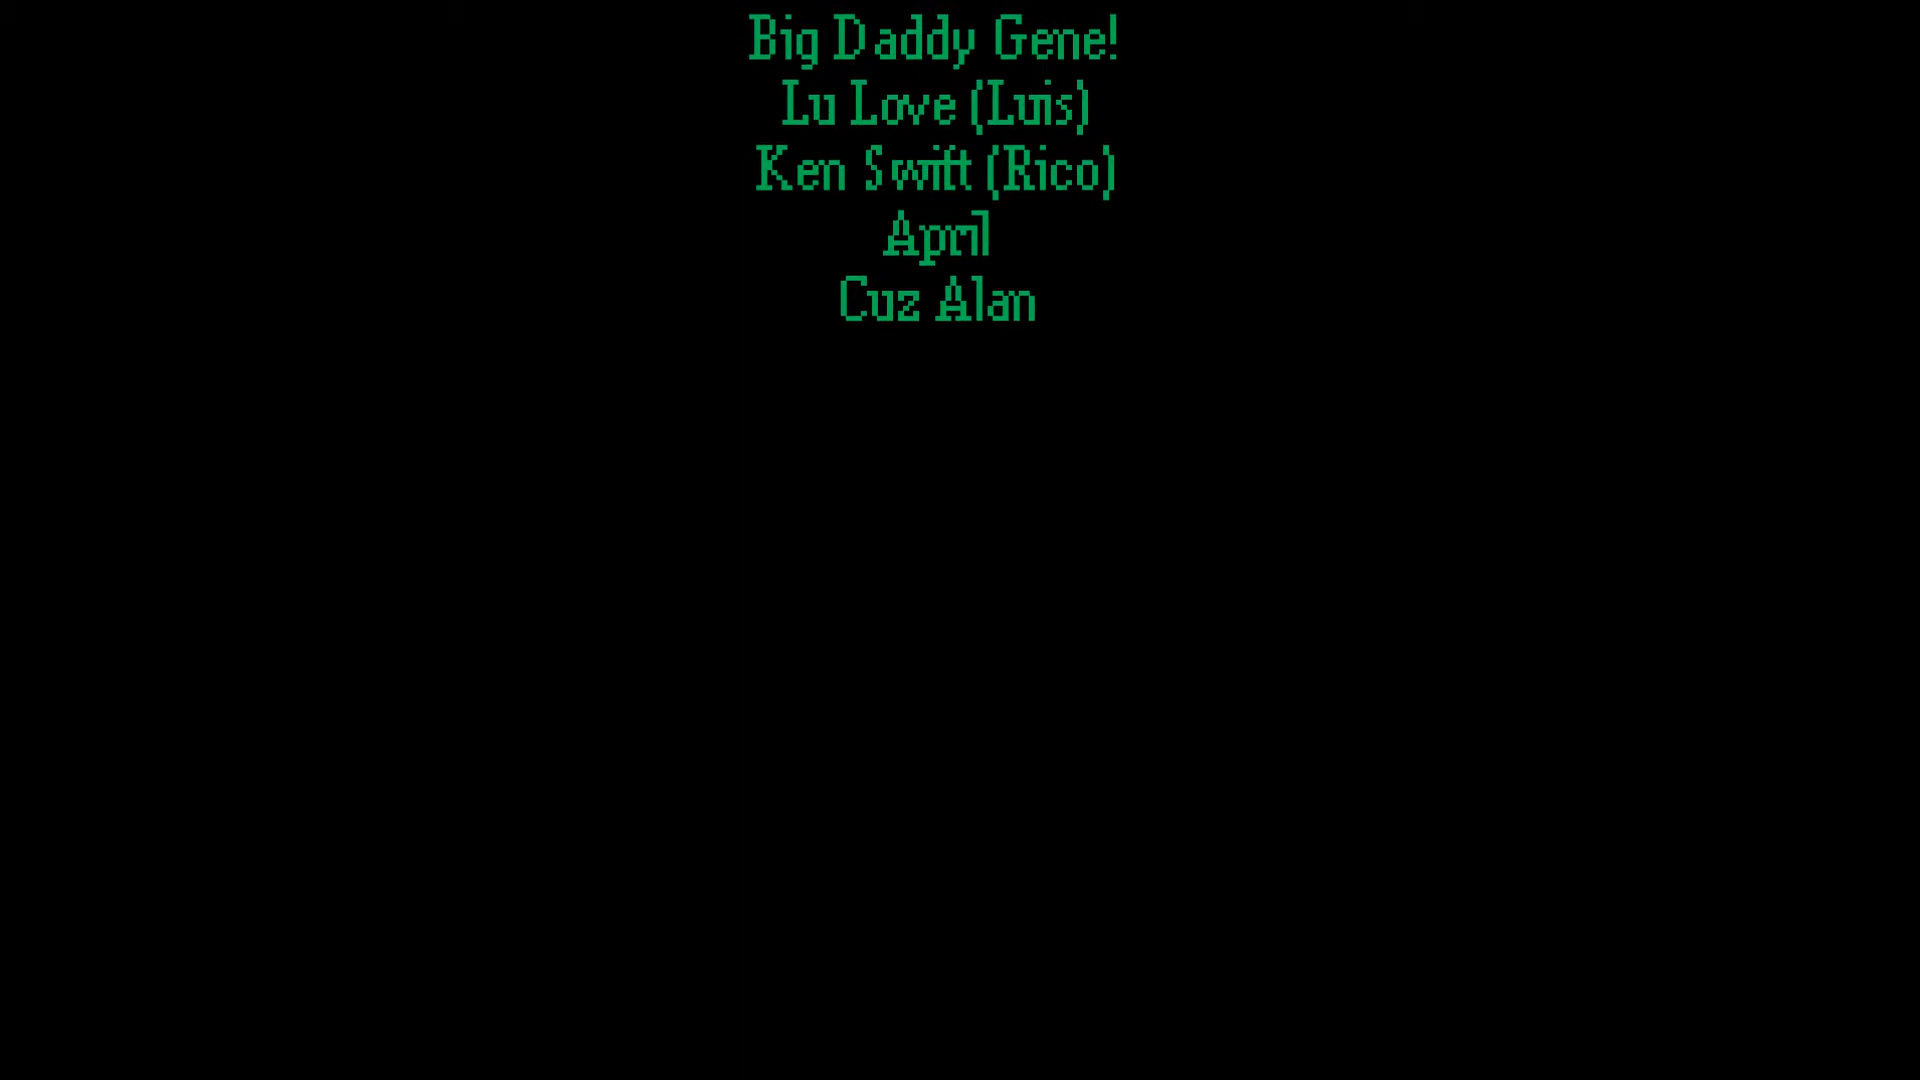 Big Daddy Gene!
Lu Love (Luis)
Ken Swift (Rico)
April
Cuz Alan